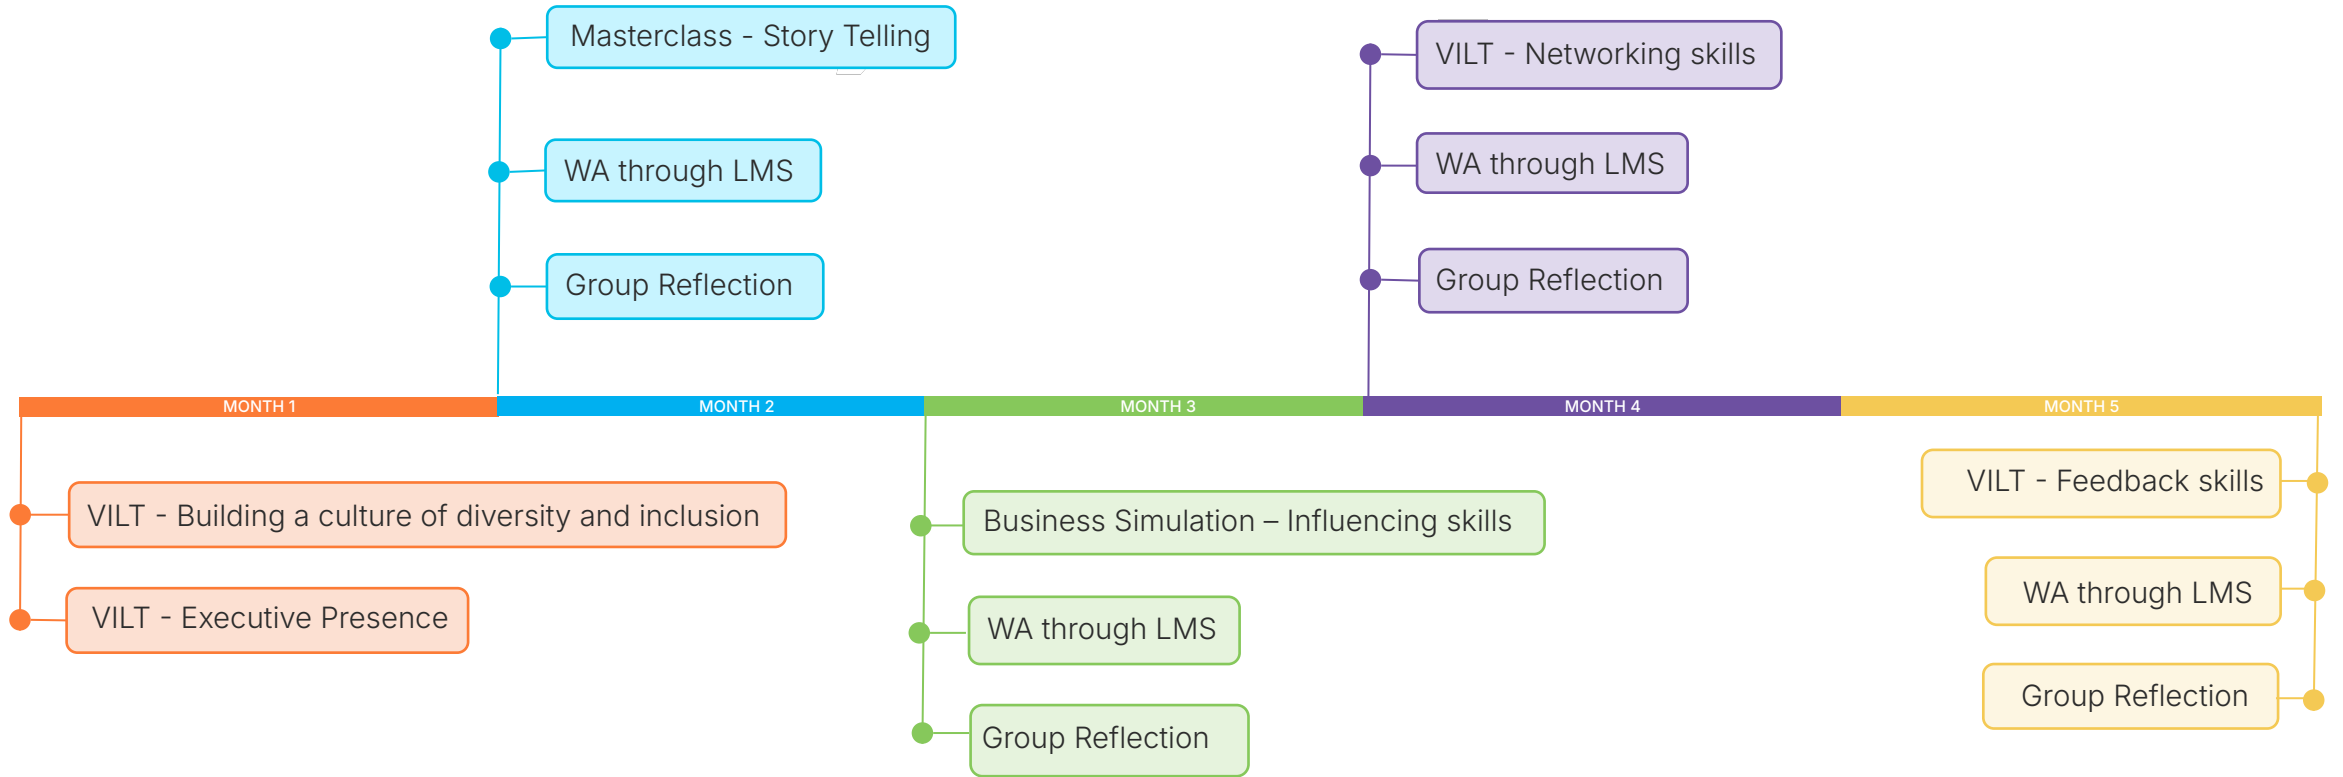 Masterclass - Story Telling
WA through LMS
Group Reflection
VILT - Networking skills
WA through LMS
Group Reflection
MONTH 1
MONTH 2
MONTH 3
MONTH 4
MONTH 5
VILT - Building a culture of diversity and inclusion
VILT - Executive Presence
Business Simulation – Influencing skills
WA through LMS
Group Reflection
VILT - Feedback skills
WA through LMS
Group Reflection